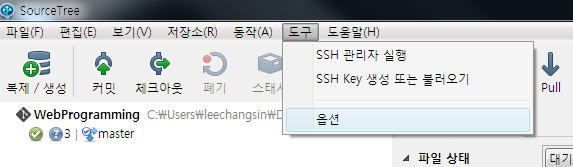 SourceTree
파일(F) 편집(E) 보기(V) 저장소(R) 동작(A) 도구 도움말(H)
SSH 관리자 실행
SSH Key 생성 또는 불러오기
옵션
복제 / 생성 커밋 체크아웃 폐기 스태시 Pull
WebProgramming C:\Users\leechangsin\D
3 master
파일 상태 대기